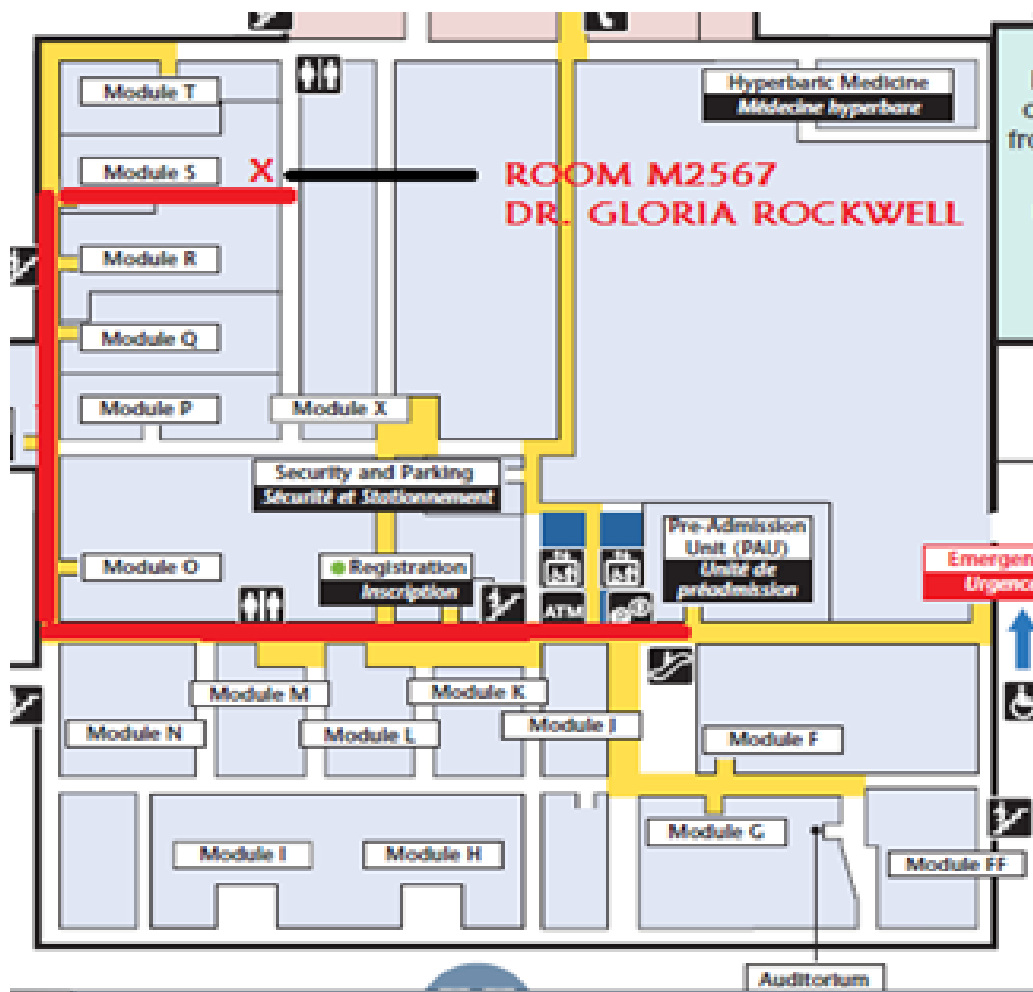 Hyperbaric Medicine
Médecine hyperbare
Module T
Module S
X
ROOM M2567
DR. GLORIA ROCKWELL
Module R
Module Q
Module P
Module X
Security and Parking
Sécurité et Stationnement
Pre-Admission
Unit (PAU)
Unité de
préadmission
Module O
Registration
Inscription
ATM
Module M
Module K
Module N
Module L
Module J
Module F
Module G
Module I
Module H
Module FF
Auditorium